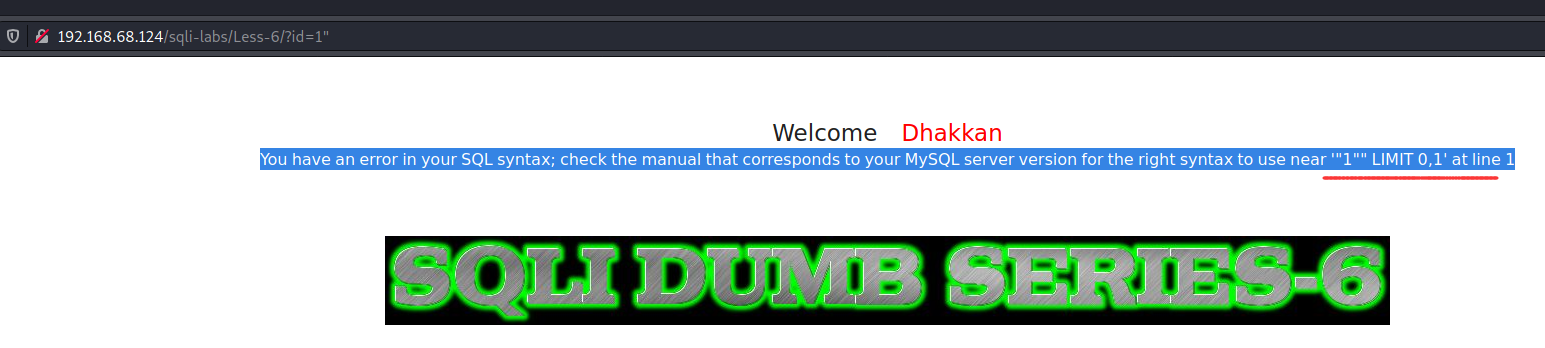 192.168.68.124/sqli-labs/Less-6/?id=1"
Welcome Dhakkan
You have an error in your SQL syntax; check the manual that corresponds to your MySQL server version for the right syntax to use near '"1"" LIMIT 0,1' at line 1
SQLI DUMB SERIES-6